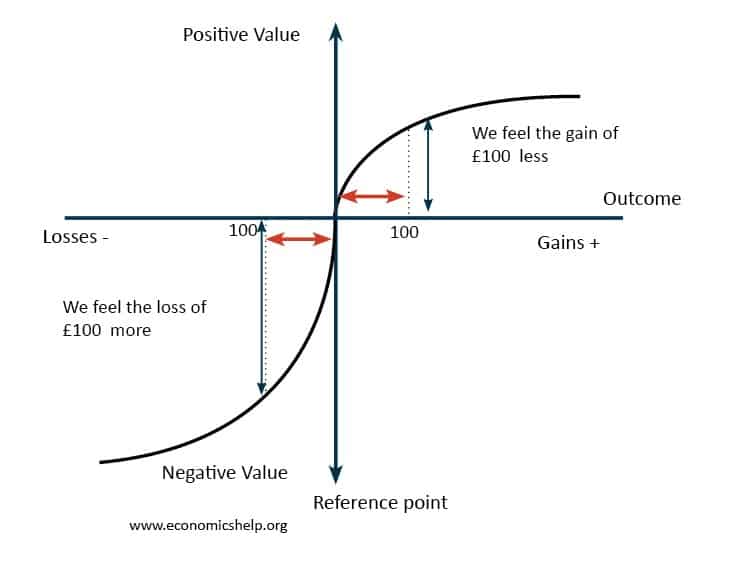 Positive Value
We feel the gain of
£100 less
Outcome
Losses -
100
100
Gains +
We feel the loss of
£100 more
Negative Value
Reference point
www.economicshelp.org